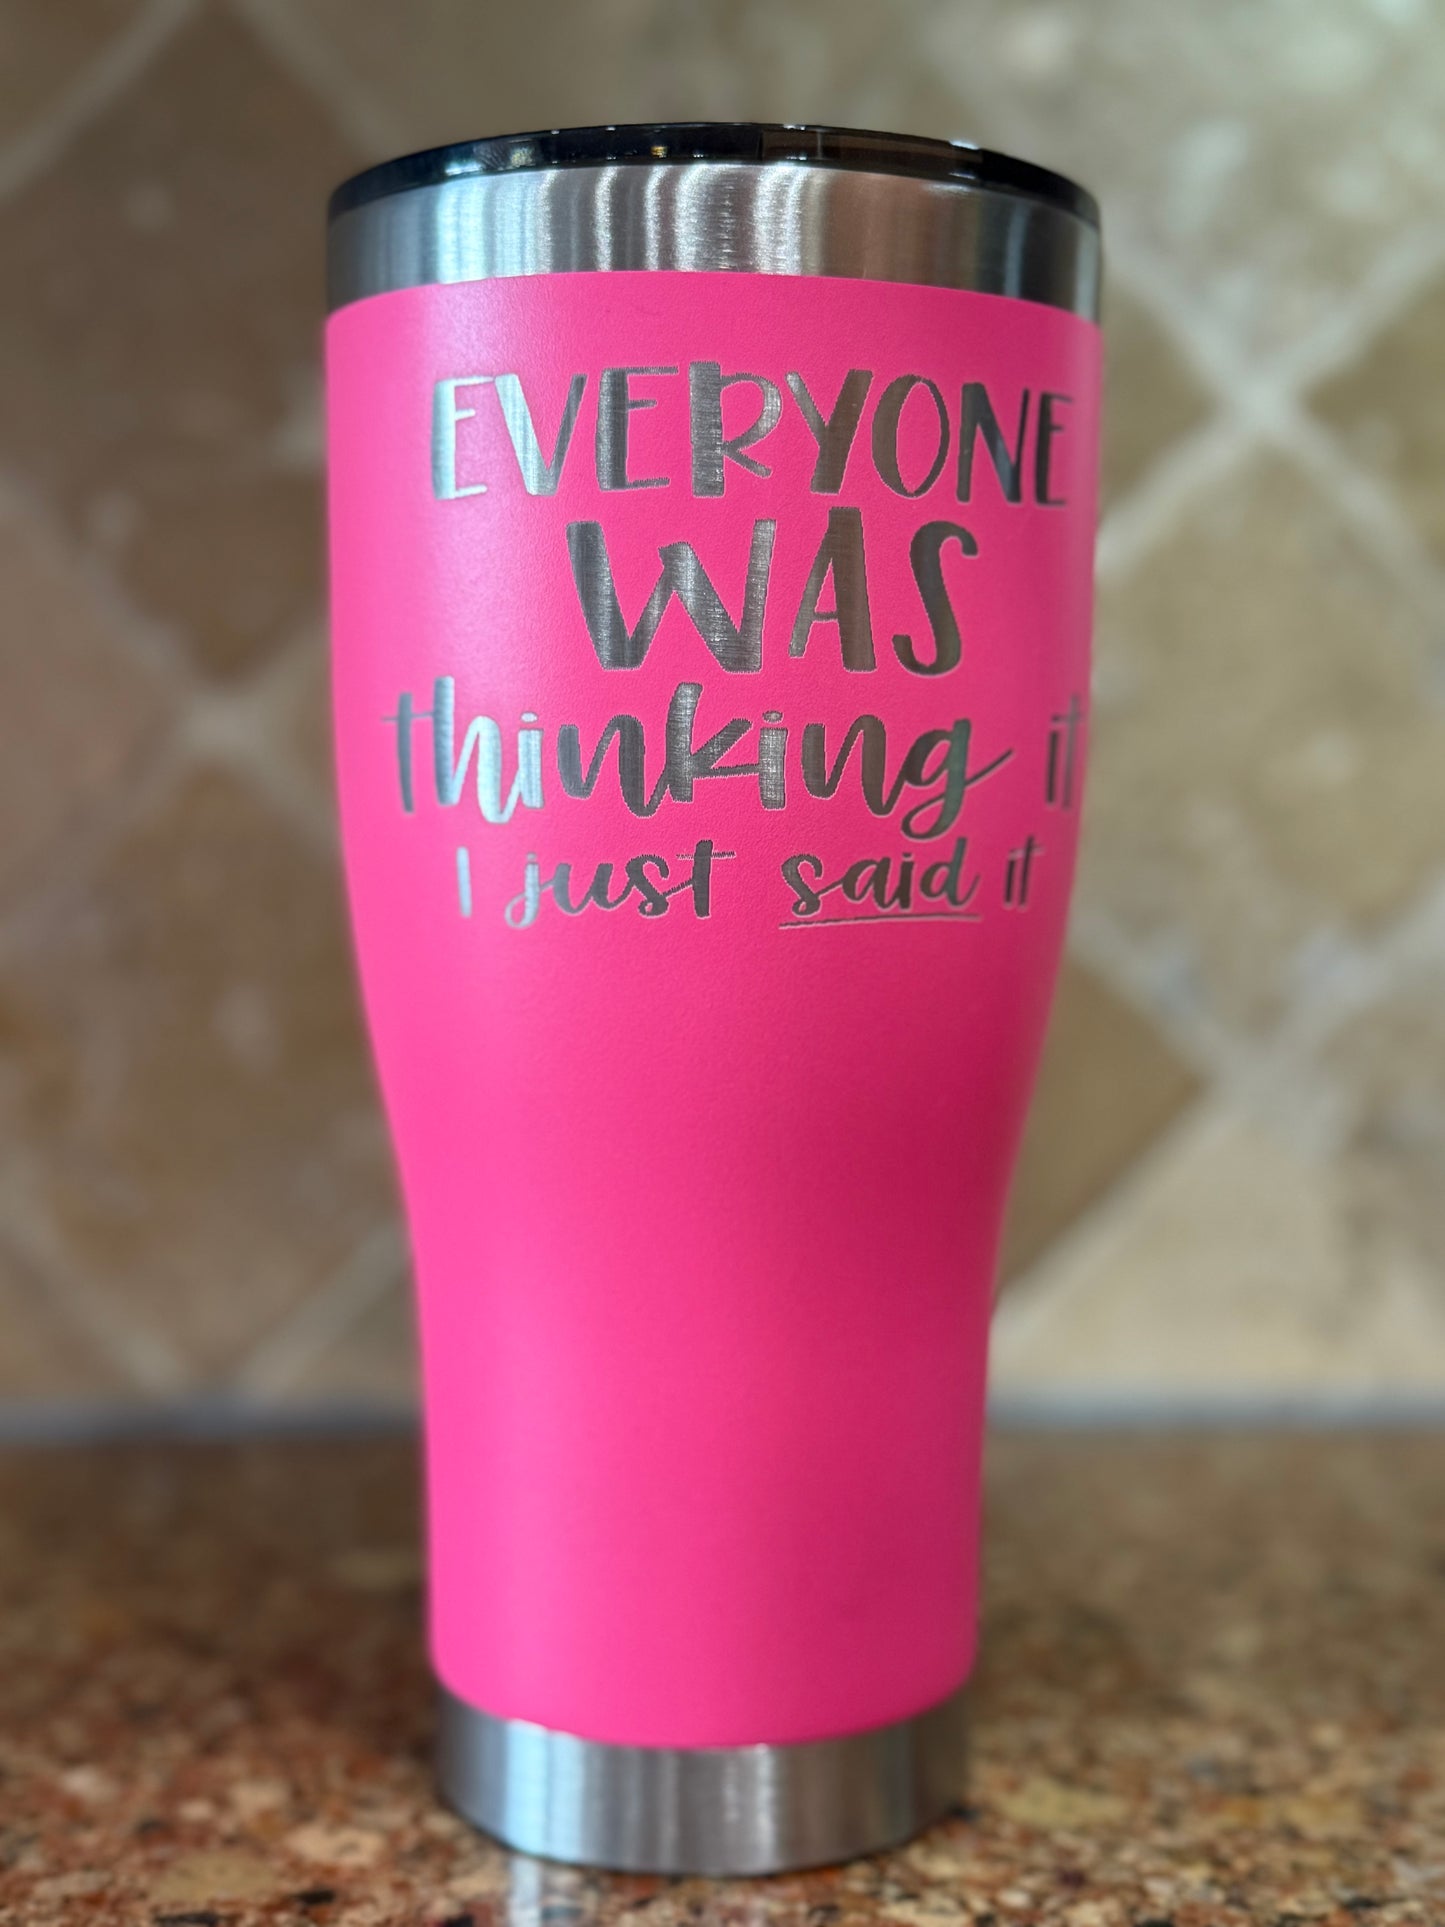 EVERYONE
WAS
thinking it
I just said it